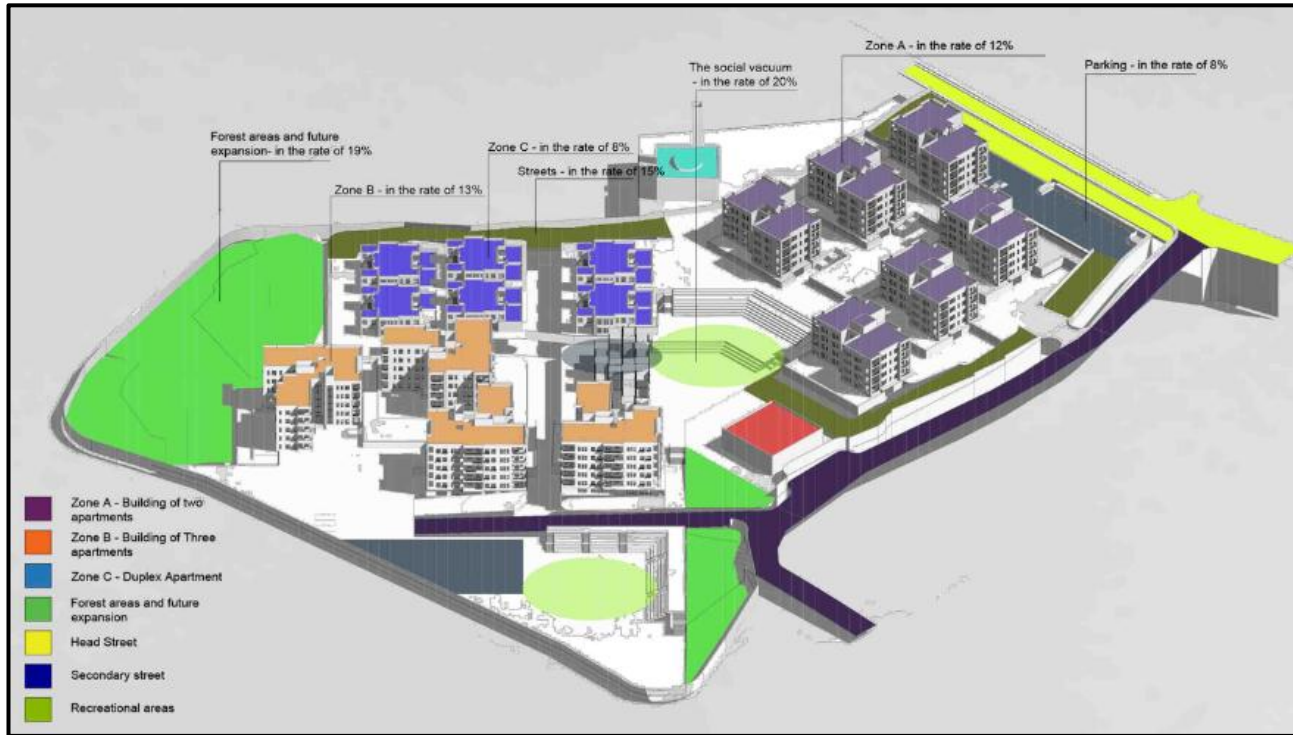 Zone A - in the rate of 12%
The social vacuum
- in the rate of 20%
Parking - in the rate of 8%
Forest areas and future
expansion- in the rate of 19%
Zone C - in the rate of 8%
Streets - in the rate of 15%
Zone B - in the rate of 13%
Zone A - Building of two
apartments
Zone B - Building of Three
apartments
Zone C - Duplex Apartment
Forest areas and future
expansion
Head Street
Secondary street
Recreational areas